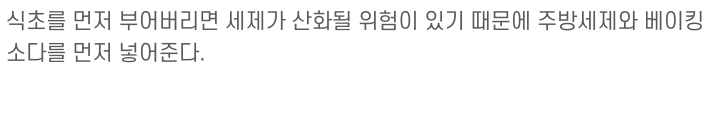 식초를 먼저 부어버리면 세제가 산화될 위험이 있기 때문에 주방세제와 베이킹
소다를 먼저 넣어준다.